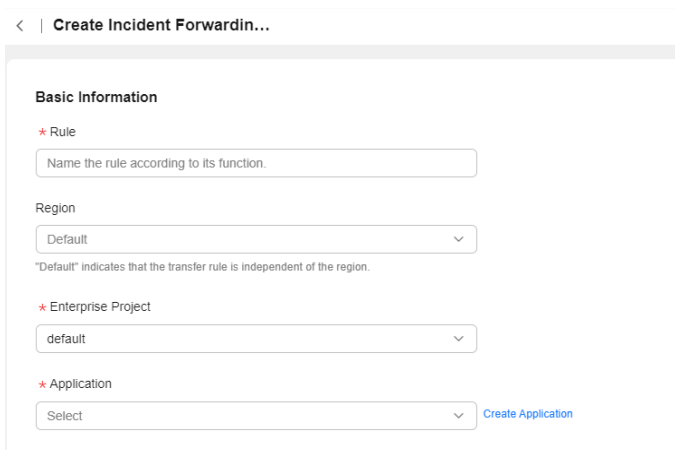 Create Incident Forwardin...
Basic Information
* Rule
Name the rule according to its function.
Region
Default
"Default" indicates that the transfer rule is independent of the region.
* Enterprise Project
default
* Application
Select
Create Application